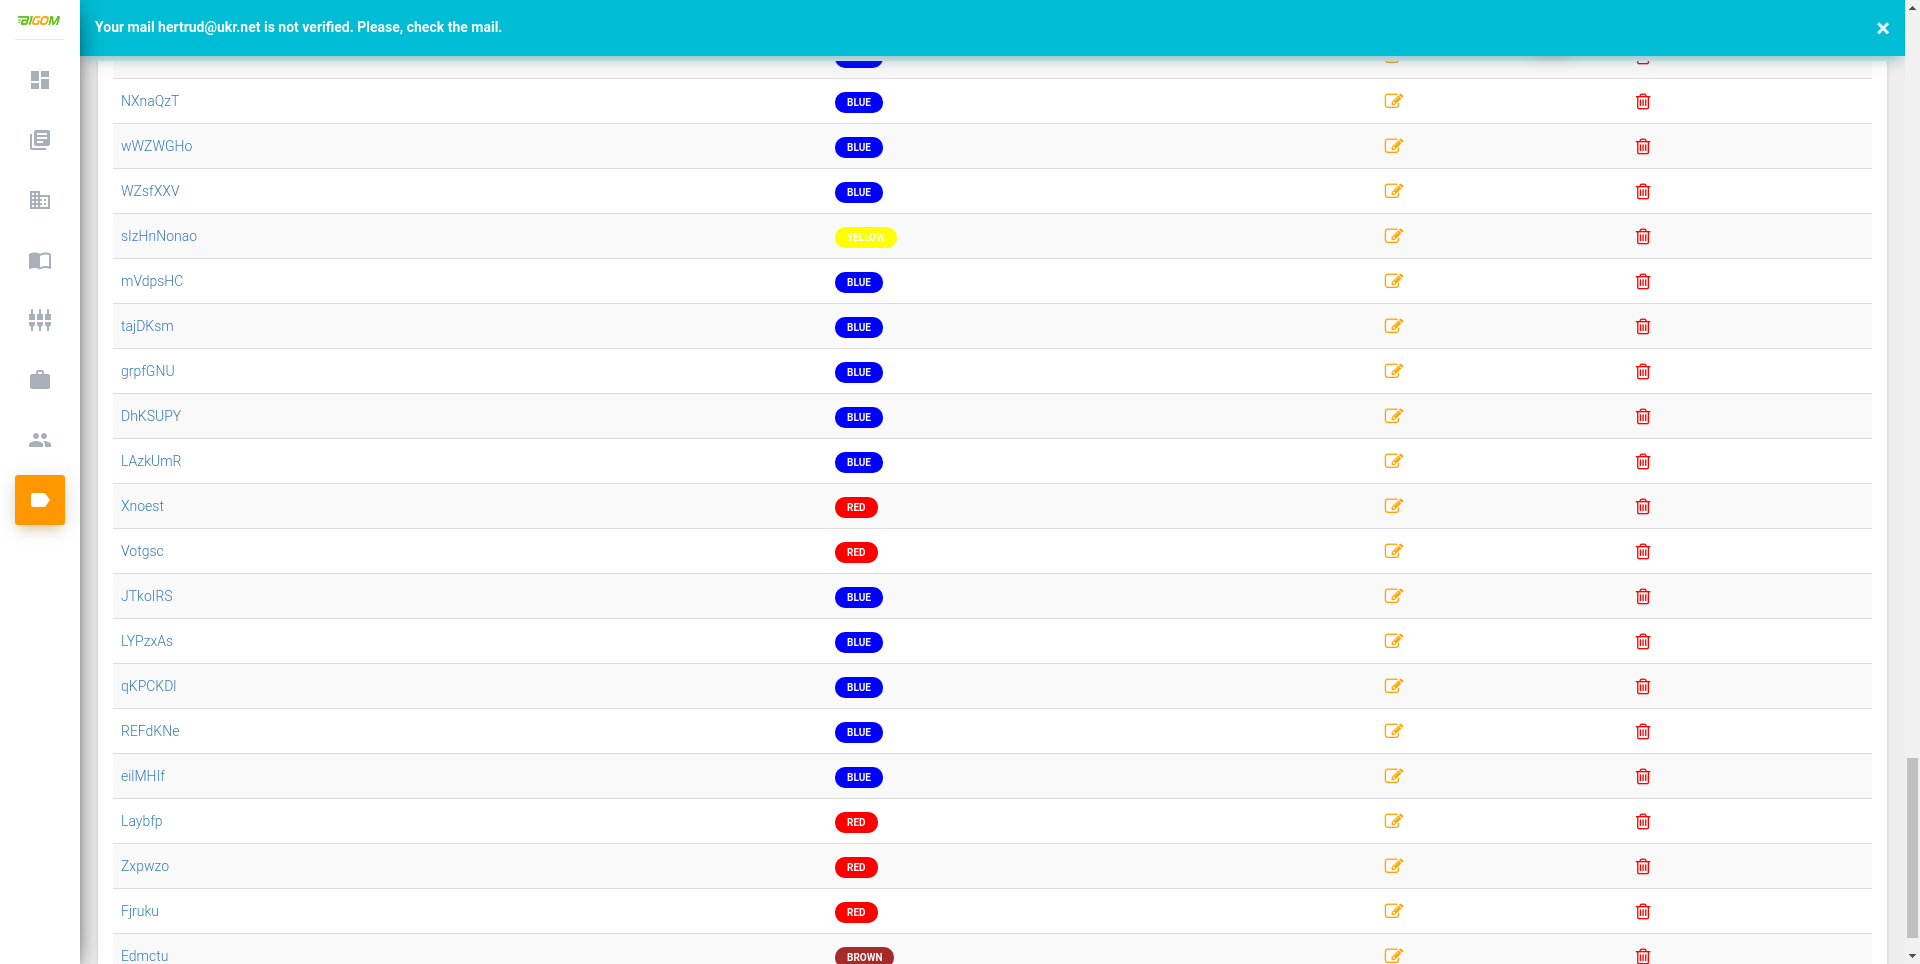 BIGOM
Your mail hertrud@ukr.net is not verified. Please, check the mail.
NXnaQzT BLUE
wWZWGHo BLUE
WZsfXXV BLUE
slzHnNonao YELLOW
mVdpsHC BLUE
tajDKsm BLUE
grpfGNU BLUE
DhKSUPY BLUE
LAzkUmR BLUE
Xnoest RED
Votgsc RED
JTkolRS BLUE
LYPzxAs BLUE
qKPCKDI BLUE
REFdKNe BLUE
eilMHIf BLUE
Laybfp RED
Zxpwzo RED
Fjruku RED
Edmctu BROWN